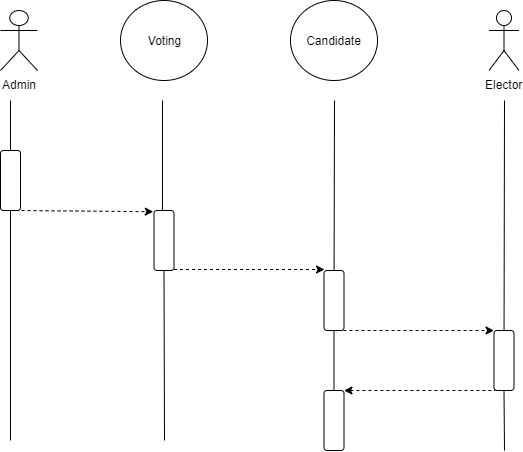 Voting
Candidate
Admin
Elector